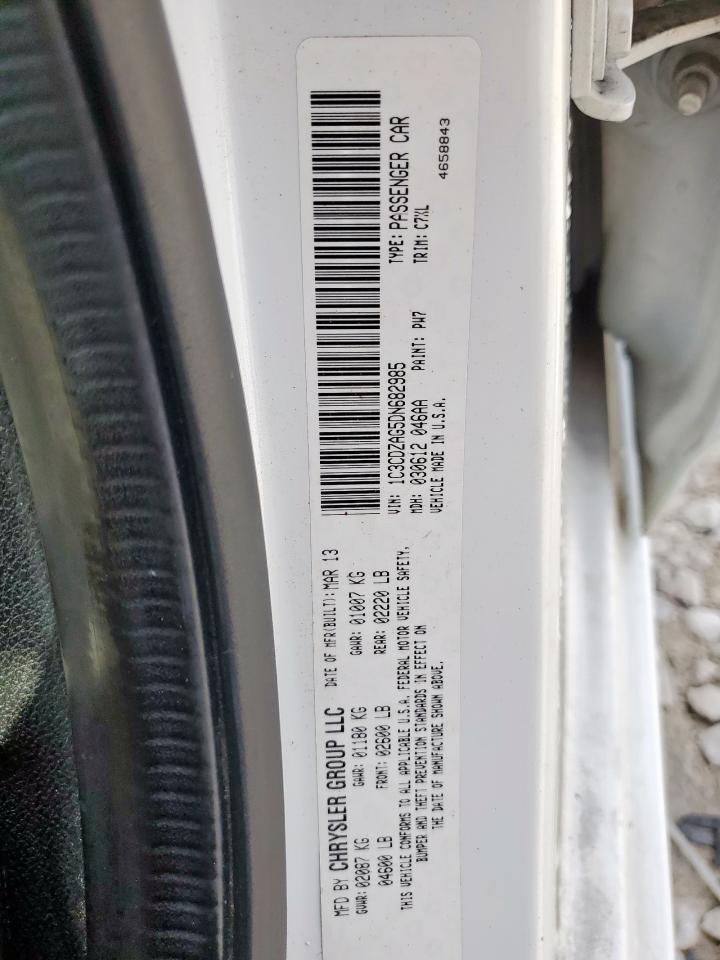 MFD BY CHRYSLER GROUP LLC DATE OF MFR(BUILT): MAR 13
GVWR: 02087 KG GAWR: 01180 KG GAWR: 01007 KG
04600 LB FRONT: 02600 LB REAR: 02220 LB
THIS VEHICLE CONFORMS TO ALL APPLICABLE U.S.A. FEDERAL MOTOR VEHICLE SAFETY,
BUMPER AND THEFT PREVENTION STANDARDS IN EFFECT ON
THE DATE OF MANUFACTURE SHOWN ABOVE.
VIN: 1C3CDZAG5DN682985 TYPE: PASSENGER CAR
MDH: 030612 046AA PAINT: PW7 TRIM: C7XL
VEHICLE MADE IN U.S.A. 4658843